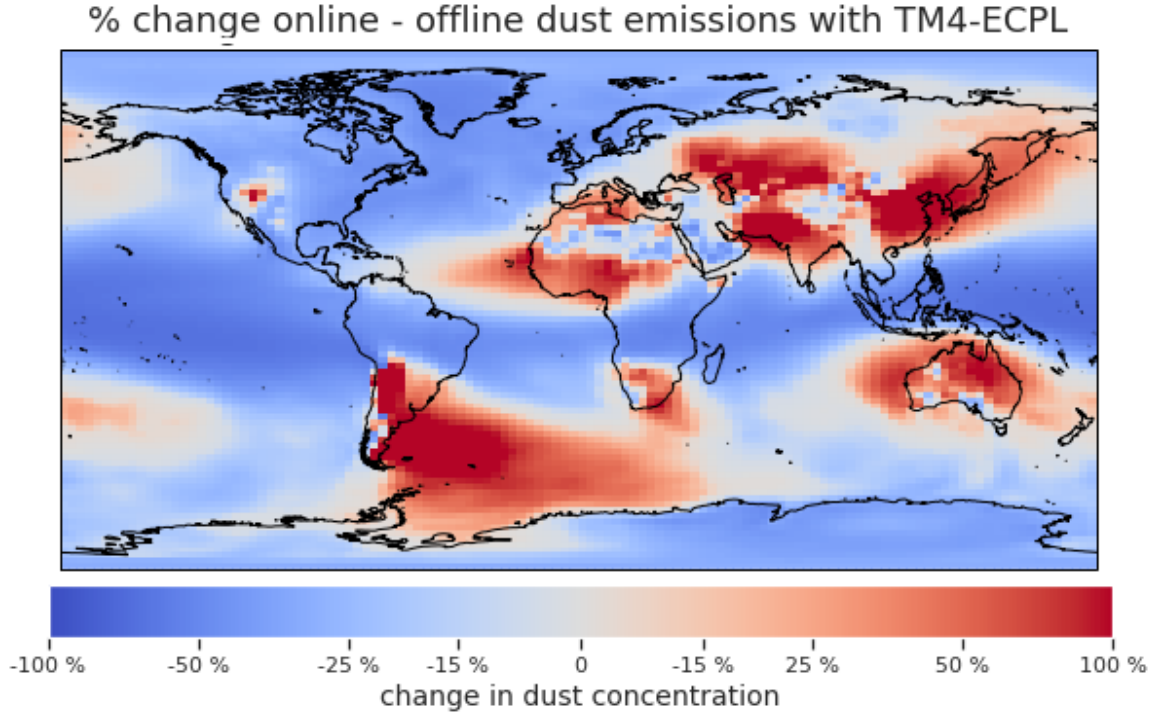 % change online - offline dust emissions with TM4-ECPL
-100 % -50 % -25 % -15 % 0 -15 % 25 % 50 % 100 %
change in dust concentration